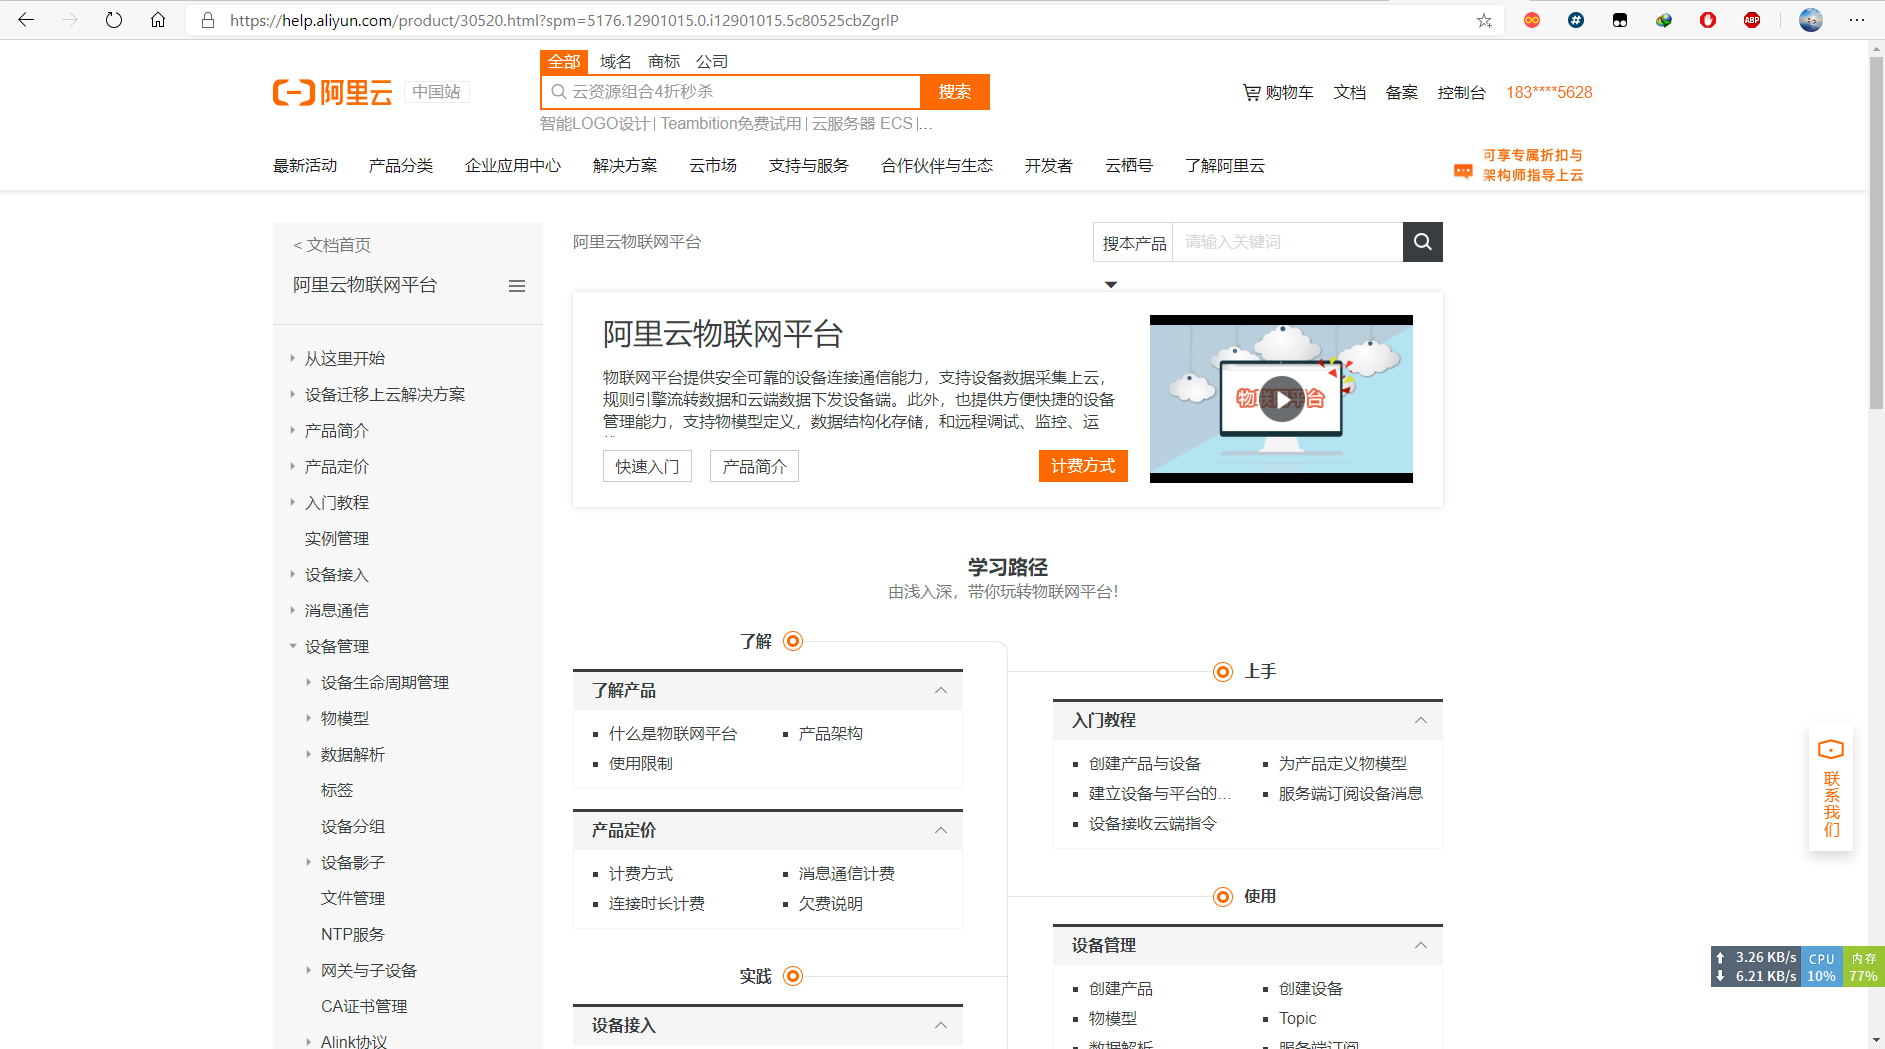 https://help.aliyun.com/product/30520.html?spm=5176.12901015.0.i12901015.5c80525cbZgrlP
全部 域名 商标 公司
阿里云 中国站
云资源组合4折秒杀 搜索
购物车 文档 备案 控制台 183****5628
智能LOGO设计 | Teambition免费试用 | 云服务器 ECS |...
最新活动 产品分类 企业应用中心 解决方案 云市场 支持与服务 合作伙伴与生态 开发者 云栖号 了解阿里云
可享专属折扣与
架构师指导上云
< 文档首页
阿里云物联网平台
从这里开始
设备迁移上云解决方案
产品简介
产品定价
入门教程
实例管理
设备接入
消息通信
设备管理
设备生命周期管理
物模型
数据解析
标签
设备分组
设备影子
文件管理
NTP服务
网关与子设备
CA证书管理
Alink协议
阿里云物联网平台
搜本产品 请输入关键词
阿里云物联网平台
物联网平台提供安全可靠的设备连接通信能力，支持设备数据采集上云，
规则引擎流转数据和云端数据下发设备端。此外，也提供方便快捷的设备
管理能力，支持物模型定义，数据结构化存储，和远程调试、监控、运
快速入门 产品简介 计费方式
物联网平台
学习路径
由浅入深，带你玩转物联网平台！
了解
了解产品
什么是物联网平台 产品架构
使用限制
产品定价
计费方式 消息通信计费
连接时长计费 欠费说明
实践
设备接入
上手
入门教程
创建产品与设备 为产品定义物模型
建立设备与平台的... 服务端订阅设备消息
设备接收云端指令
使用
设备管理
创建产品 创建设备
物模型 Topic
数据解析 服务端订阅
联系我们
3.26 KB/s CPU 内存
6.21 KB/s 10% 77%
ABP